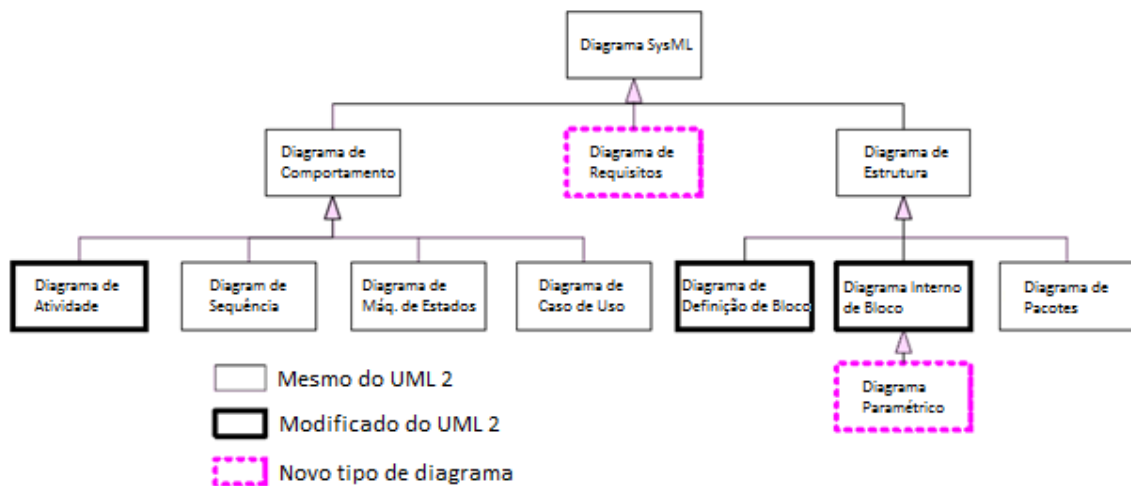 Diagrama SysML
Diagrama de
Comportamento
Diagrama de
Requisitos
Diagrama de
Estrutura
Diagrama de
Atividade
Diagram de
Sequência
Diagrama de
Máq. de Estados
Diagrama de
Caso de Uso
Diagrama de
Definição de Bloco
Diagrama Interno
de Bloco
Diagrama de
Pacotes
Diagrama
Paramétrico
Mesmo do UML 2
Modificado do UML 2
Novo tipo de diagrama